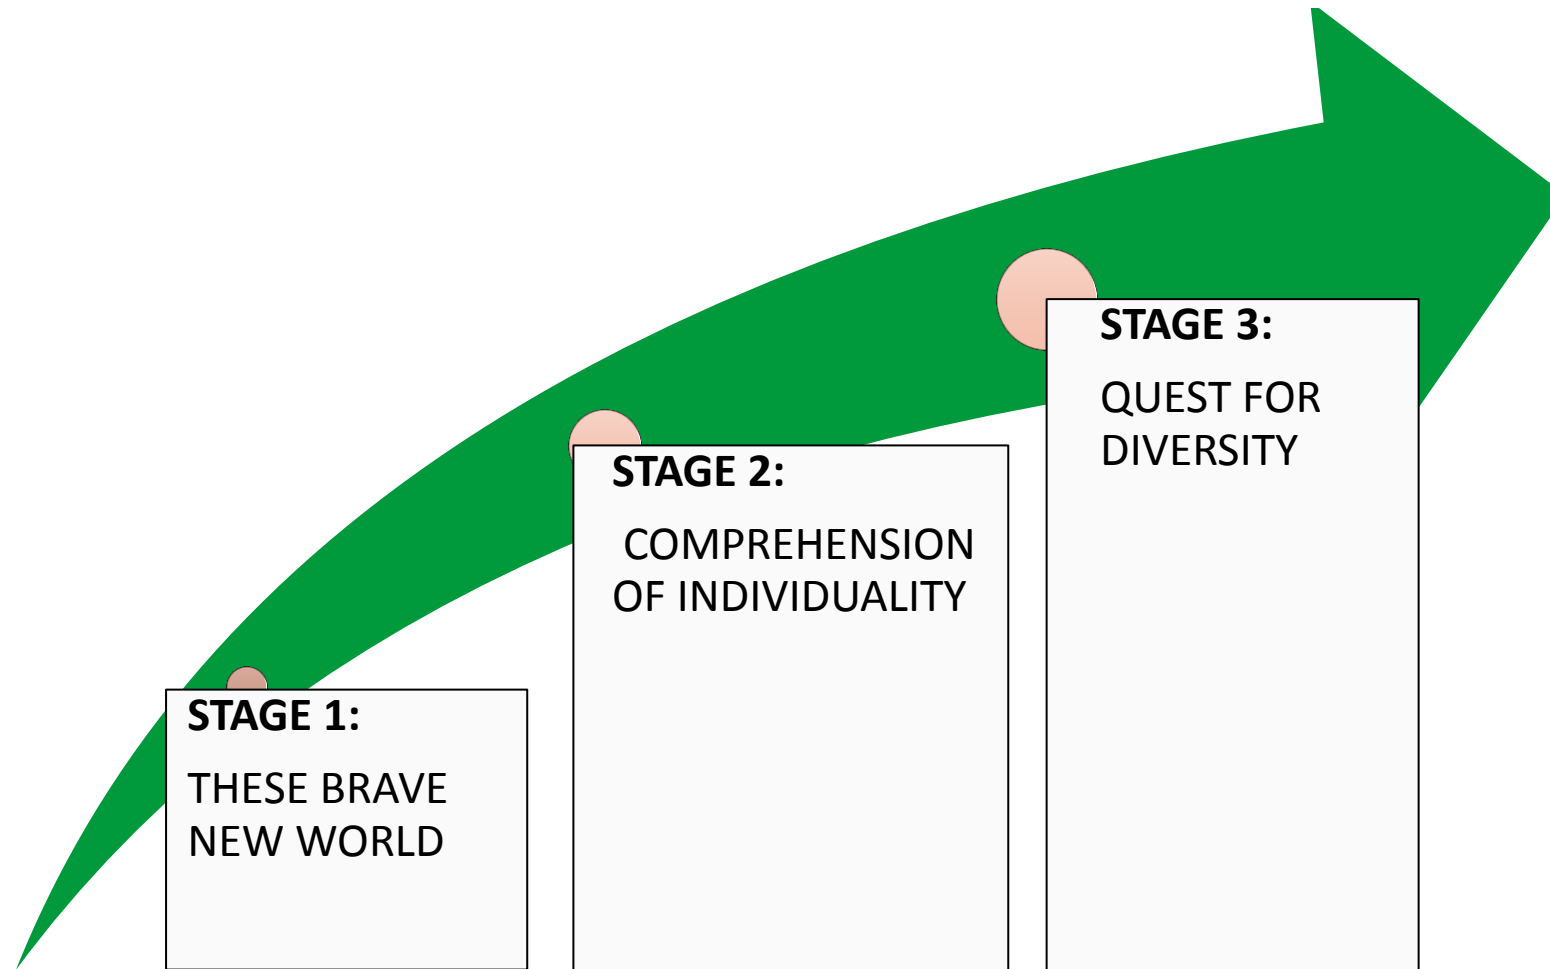 STAGE 1:
THESE BRAVE
NEW WORLD
STAGE 2:
COMPREHENSION
OF INDIVIDUALITY
STAGE 3:
QUEST FOR
DIVERSITY